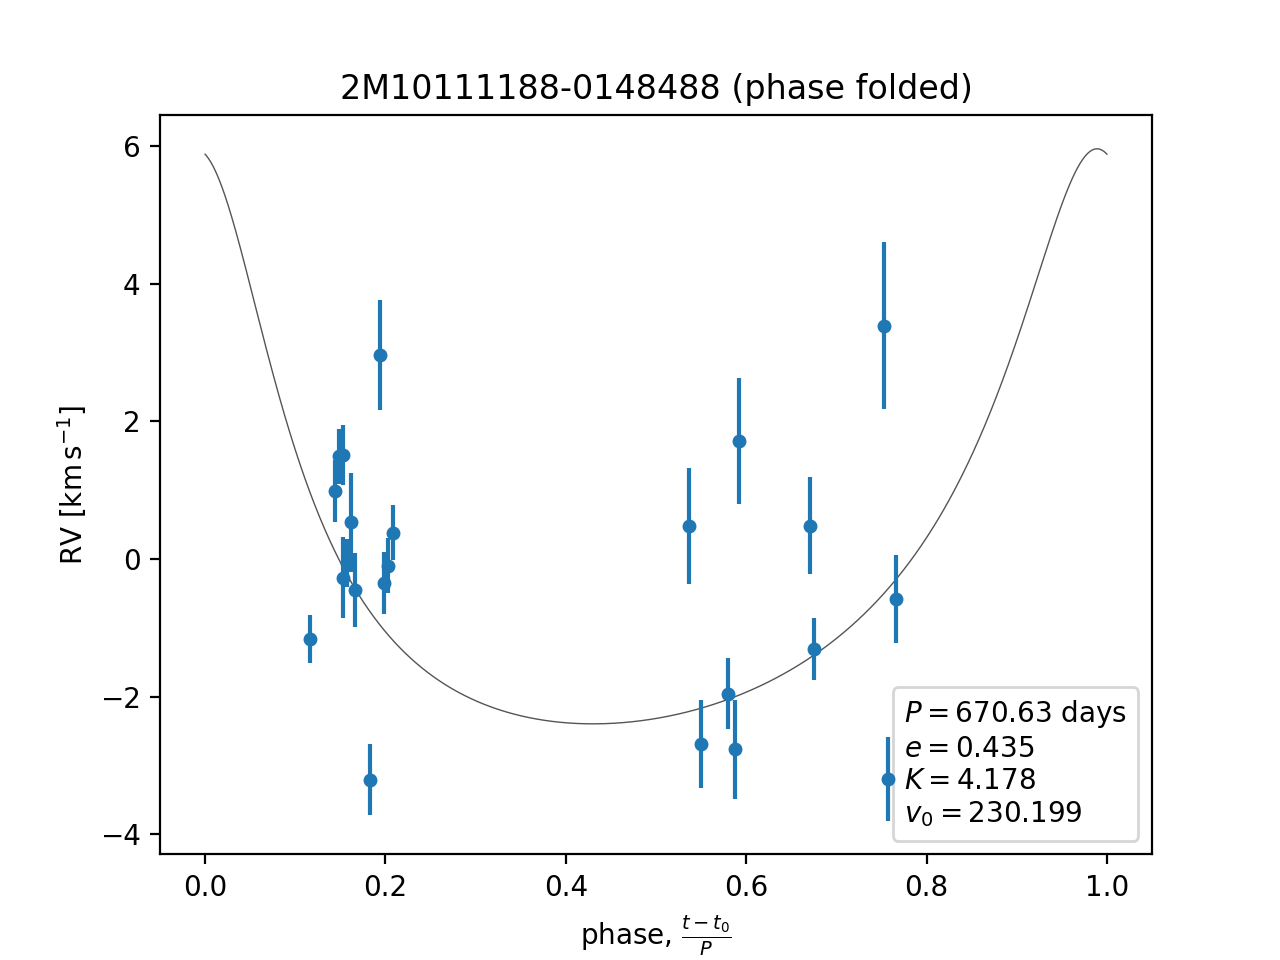 2M10111188-0148488 (phase folded)
6
4
2
0
−2
−4
RV [km s⁻¹]
P = 670.63 days
e = 0.435
K = 4.178
v₀ = 230.199
0.0 0.2 0.4 0.6 0.8 1.0
phase, (t − t₀)/P